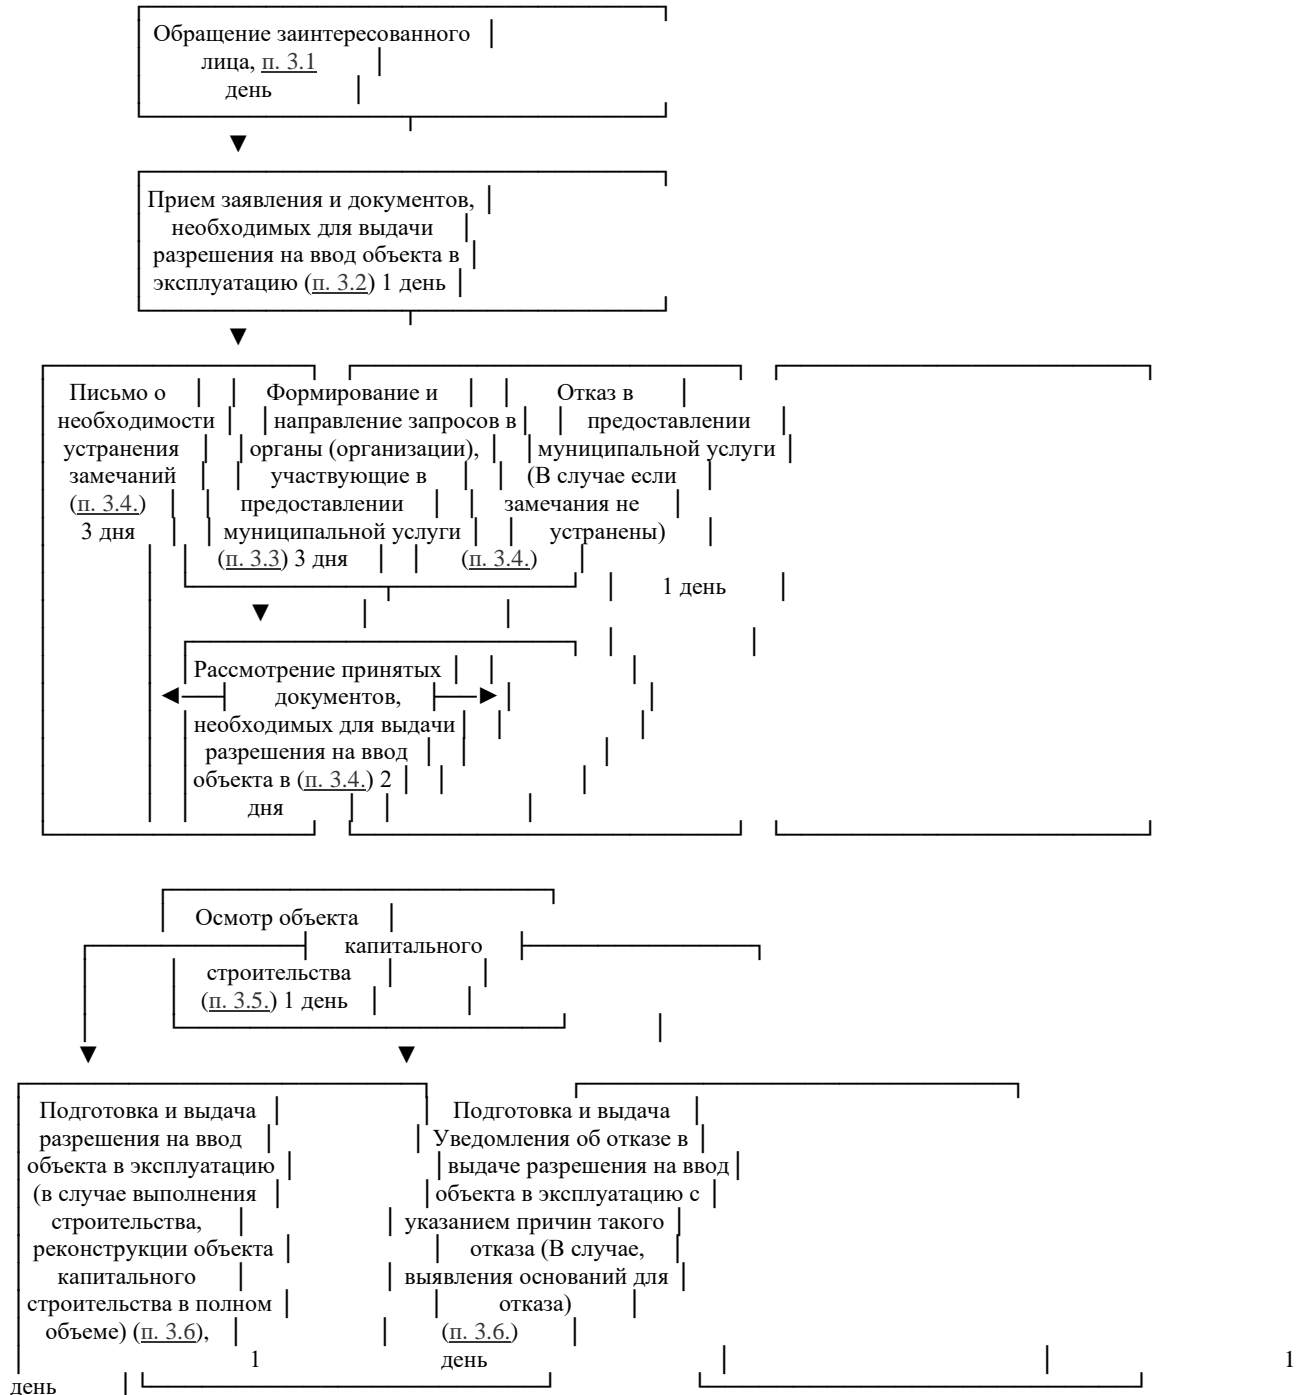 Обращение заинтересованного
лица, п. 3.1
день
Прием заявления и документов,
необходимых для выдачи
разрешения на ввод объекта в
эксплуатацию (п. 3.2) 1 день
Письмо о Формирование и Отказ в
необходимости направление запросов в предоставлении
устранения органы (организации), муниципальной услуги
замечаний участвующие в (В случае если
(п. 3.4.) предоставлении замечания не
3 дня муниципальной услуги устранены)
(п. 3.3) 3 дня (п. 3.4.)
1 день
Рассмотрение принятых
документов,
необходимых для выдачи
разрешения на ввод
объекта в (п. 3.4.) 2
дня
Осмотр объекта
капитального
строительства
(п. 3.5.) 1 день
Подготовка и выдача Подготовка и выдача
разрешения на ввод Уведомления об отказе в
объекта в эксплуатацию выдаче разрешения на ввод
(в случае выполнения объекта в эксплуатацию с
строительства, указанием причин такого
реконструкции объекта отказа (В случае,
капитального выявления оснований для
строительства в полном отказа)
объеме) (п. 3.6), (п. 3.6.)
1 день 1
день